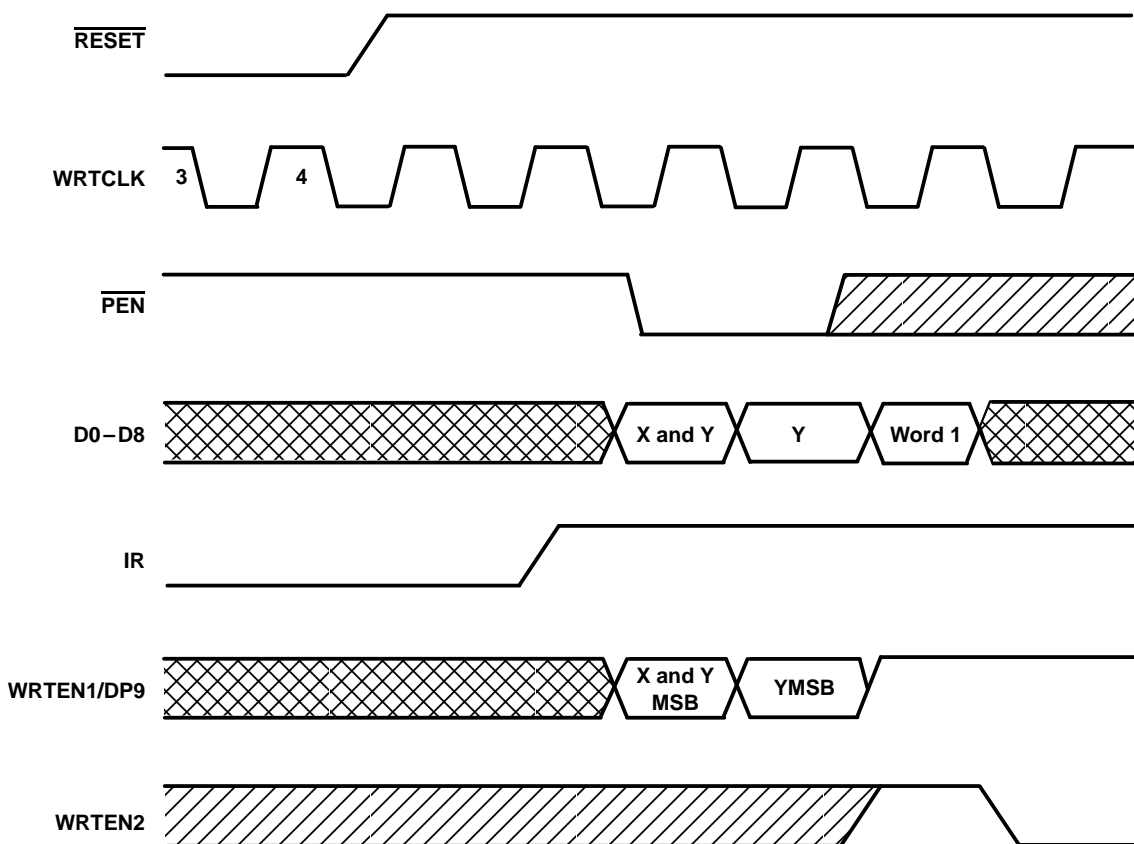 RESET
WRTCLK
3
4
PEN
D0–D8
X and Y
Y
Word 1
IR
WRTEN1/DP9
X and Y
MSB
YMSB
WRTEN2